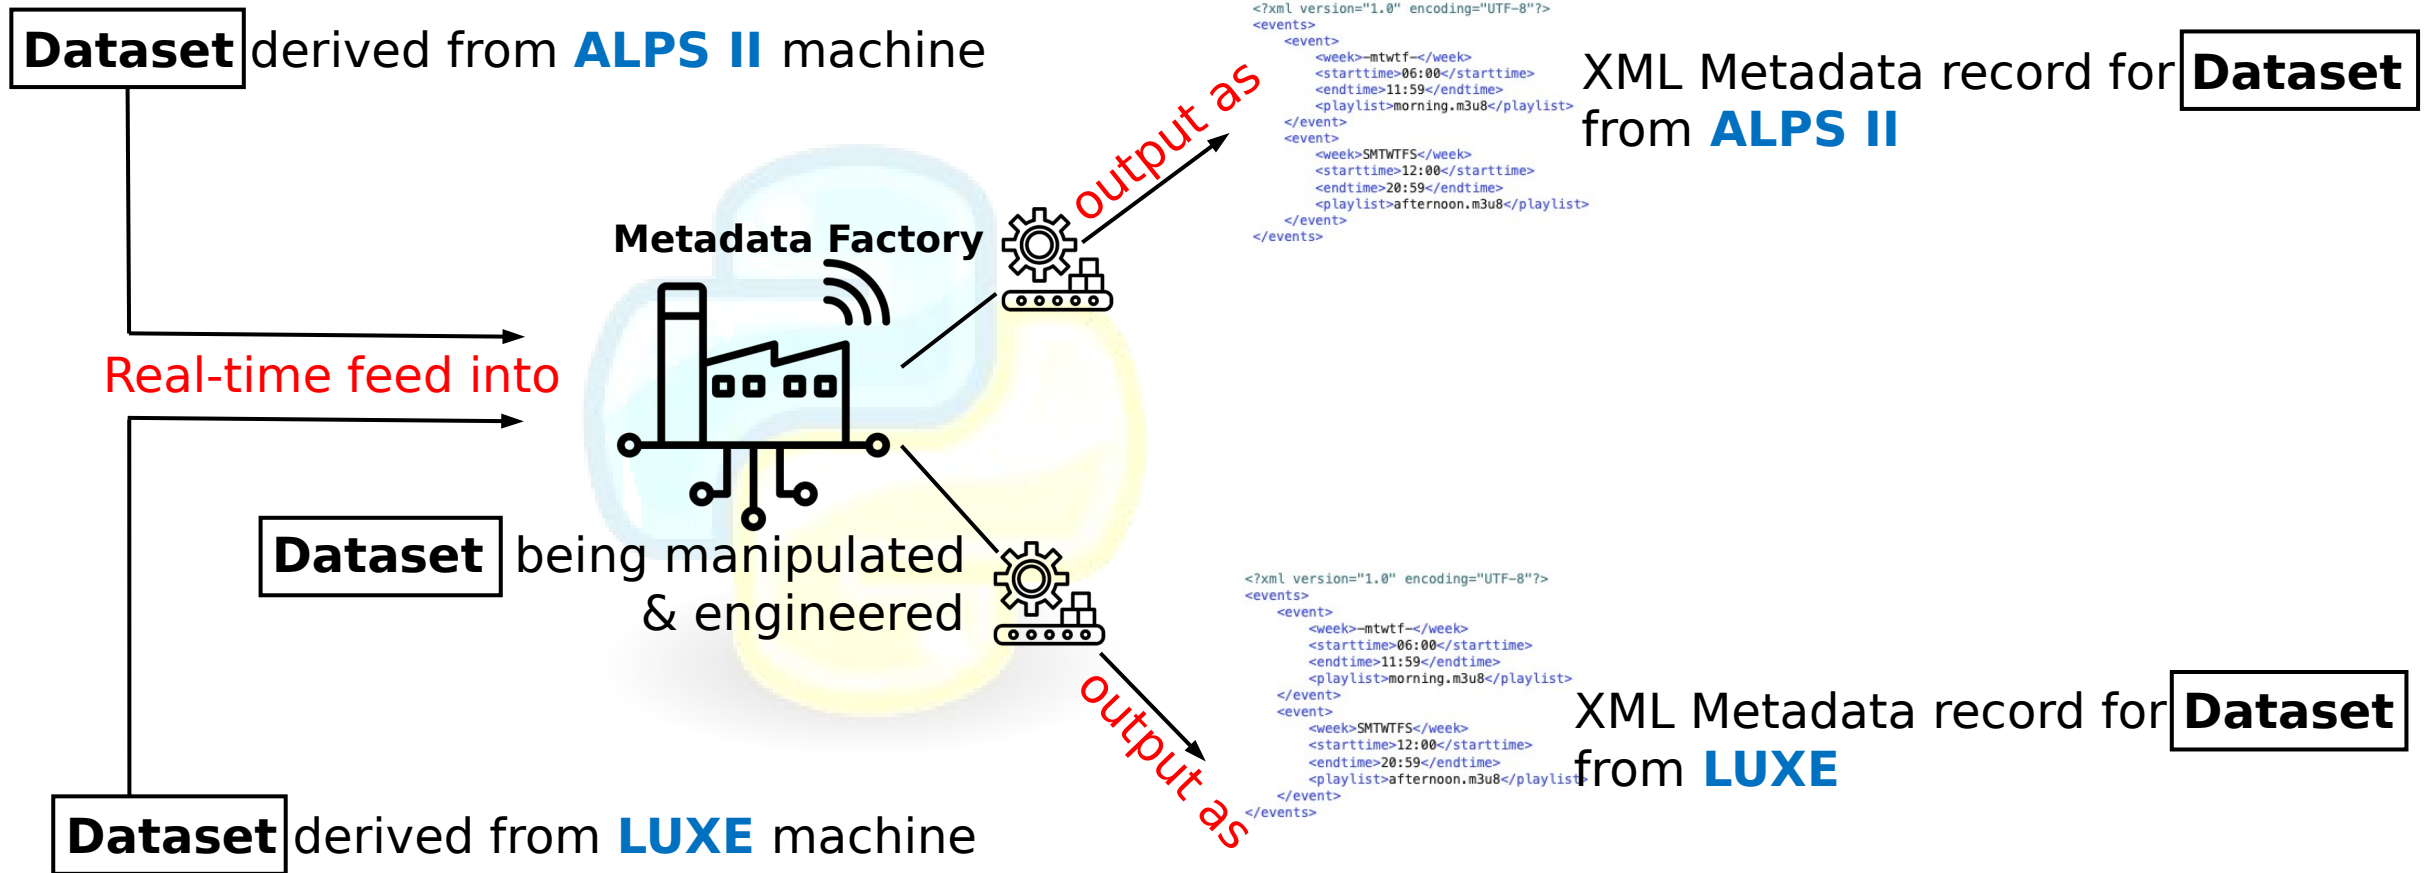 Dataset derived from ALPS II machine
Real-time feed into
Dataset derived from LUXE machine
Metadata Factory
Dataset being manipulated
& engineered
output as
<?xml version="1.0" encoding="UTF-8"?>
<events>
<event>
<week>-mtwtf-</week>
<starttime>06:00</starttime>
<endtime>11:59</endtime>
<playlist>morning.m3u8</playlist>
</event>
<event>
<week>SMTWTFS</week>
<starttime>12:00</starttime>
<endtime>20:59</endtime>
<playlist>afternoon.m3u8</playlist>
</event>
</events>
XML Metadata record for Dataset
from ALPS II
output as
<?xml version="1.0" encoding="UTF-8"?>
<events>
<event>
<week>-mtwtf-</week>
<starttime>06:00</starttime>
<endtime>11:59</endtime>
<playlist>morning.m3u8</playlist>
</event>
<event>
<week>SMTWTFS</week>
<starttime>12:00</starttime>
<endtime>20:59</endtime>
<playlist>afternoon.m3u8</playlist>
</event>
</events>
XML Metadata record for Dataset
from LUXE